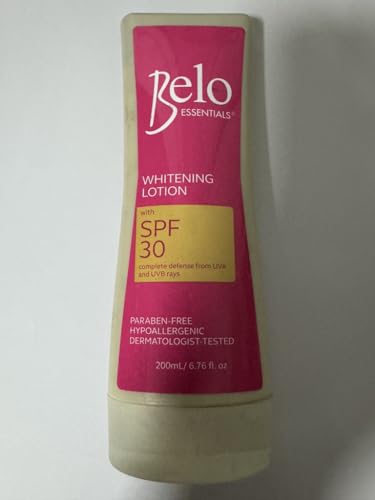 Belo
ESSENTIALS®
WHITENING
LOTION
with
SPF
30
complete defense from UVA
and UVB rays
PARABEN-FREE
HYPOALLERGENIC
DERMATOLOGIST-TESTED
200mL/ 6.76 fl. oz